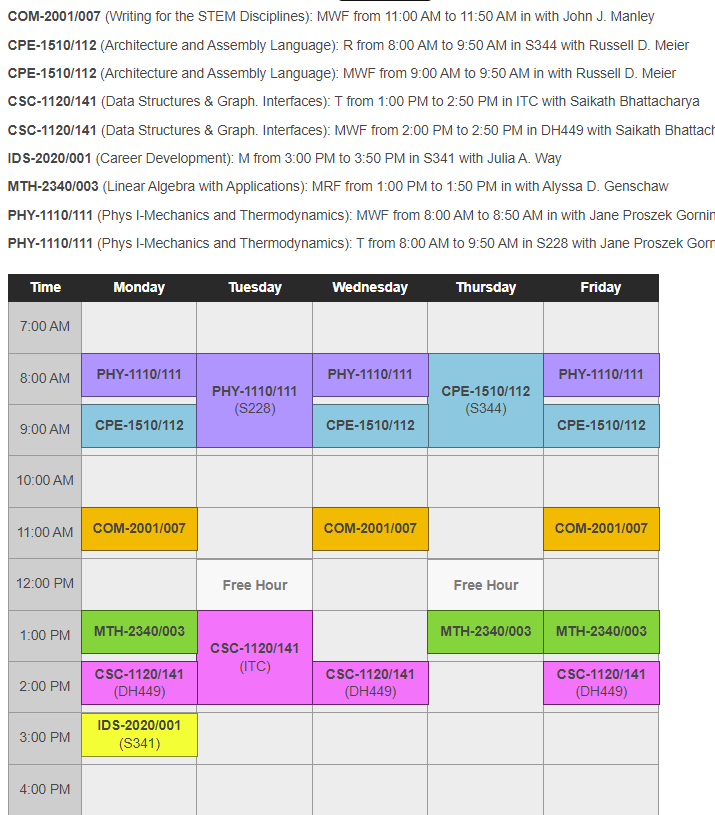 COM-2001/007 (Writing for the STEM Disciplines): MWF from 11:00 AM to 11:50 AM in with John J. Manley
CPE-1510/112 (Architecture and Assembly Language): R from 8:00 AM to 9:50 AM in S344 with Russell D. Meier
CPE-1510/112 (Architecture and Assembly Language): MWF from 9:00 AM to 9:50 AM in with Russell D. Meier
CSC-1120/141 (Data Structures & Graph. Interfaces): T from 1:00 PM to 2:50 PM in ITC with Saikath Bhattacharya
CSC-1120/141 (Data Structures & Graph. Interfaces): MWF from 2:00 PM to 2:50 PM in DH449 with Saikath Bhattach
IDS-2020/001 (Career Development): M from 3:00 PM to 3:50 PM in S341 with Julia A. Way
MTH-2340/003 (Linear Algebra with Applications): MRF from 1:00 PM to 1:50 PM in with Alyssa D. Genschaw
PHY-1110/111 (Phys I-Mechanics and Thermodynamics): MWF from 8:00 AM to 8:50 AM in with Jane Proszek Gornin
PHY-1110/111 (Phys I-Mechanics and Thermodynamics): T from 8:00 AM to 9:50 AM in S228 with Jane Proszek Gorn
Time Monday Tuesday Wednesday Thursday Friday
7:00 AM
8:00 AM PHY-1110/111 PHY-1110/111 PHY-1110/111 CPE-1510/112 PHY-1110/111
(S228) (S344)
9:00 AM CPE-1510/112 CPE-1510/112 CPE-1510/112
10:00 AM
11:00 AM COM-2001/007 COM-2001/007 COM-2001/007
12:00 PM Free Hour Free Hour
1:00 PM MTH-2340/003 CSC-1120/141 MTH-2340/003 MTH-2340/003
(ITC)
2:00 PM CSC-1120/141 CSC-1120/141 CSC-1120/141
(DH449) (DH449) (DH449)
3:00 PM IDS-2020/001
(S341)
4:00 PM